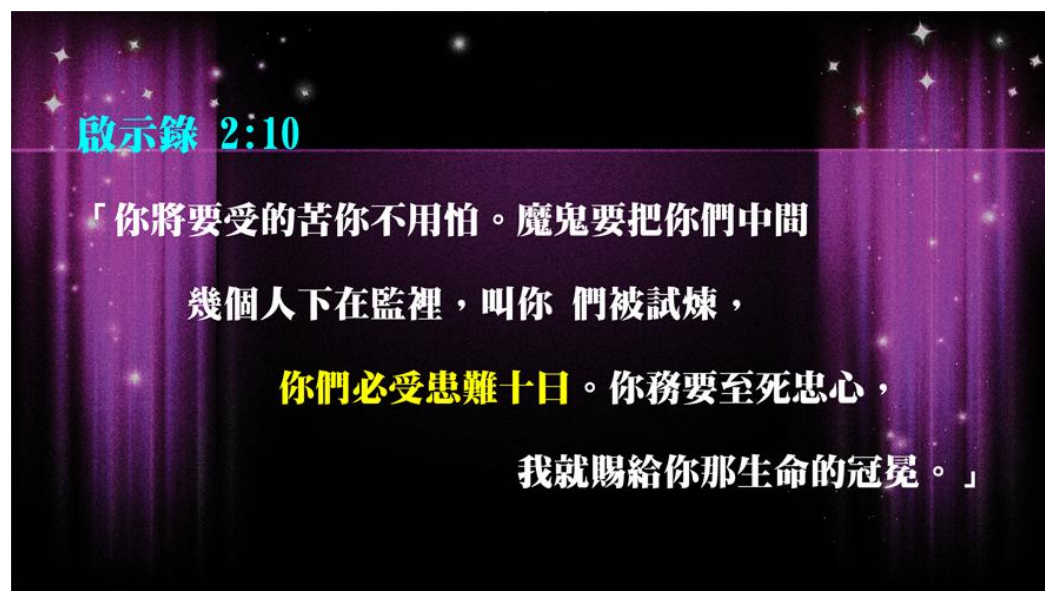 啟示錄 2:10
「你將要受的苦你不用怕。魔鬼要把你們中間
幾個人下在監裡，叫你 們被試煉，
你們必受患難十日。你務要至死忠心，
我就賜給你那生命的冠冕。」